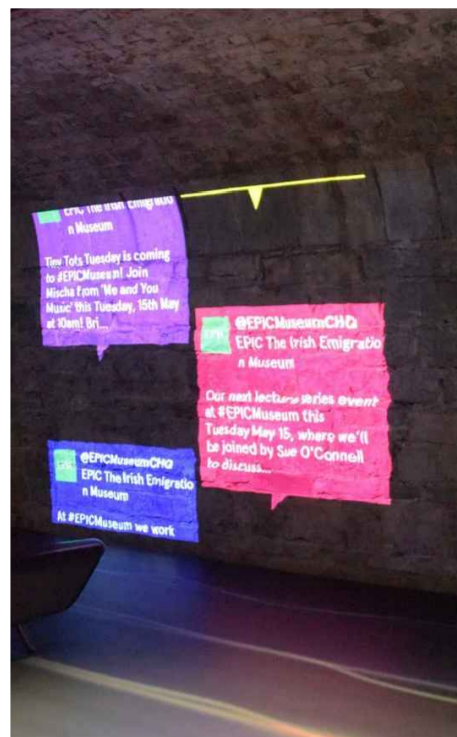 EPIC The Irish Emigratio
n Museum
Tiny Tots Tuesday is coming
to #EPICMuseum! Join
Mischa from 'Me and You
Music' this Tuesday, 15th May
at 10am! Bri...
EPIC
@EPICMuseumCHQ
EPIC The Irish Emigratio
n Museum
Our next lecture series event
at #EPICMuseum this
Tuesday May 15, where we'll
be joined by Sue O'Connell
to discuss...
EPIC
@EPICMuseumCHQ
EPIC The Irish Emigratio
n Museum
At #EPICMuseum we work